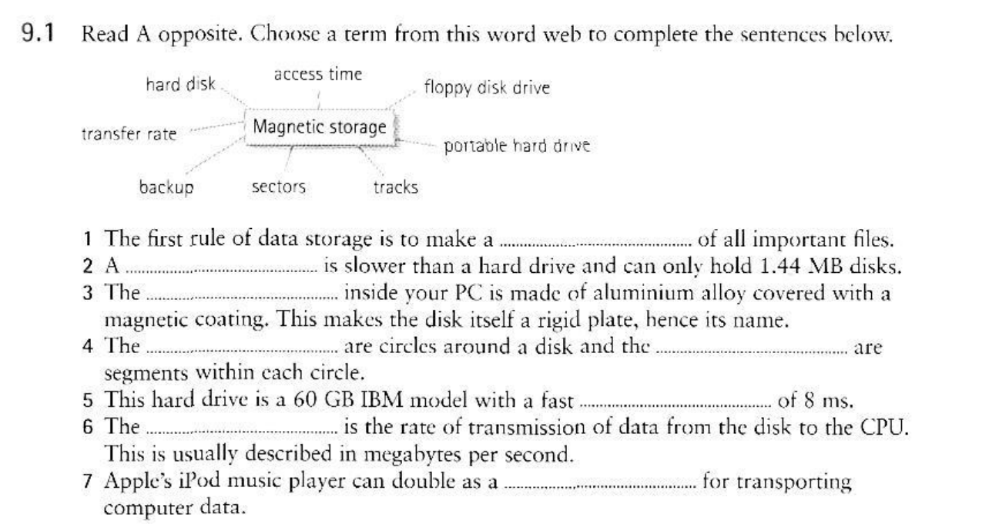 9.1 Read A opposite. Choose a term from this word web to complete the sentences below.
access time
hard disk
floppy disk drive
Magnetic storage
transfer rate
portable hard drive
backup sectors tracks
1 The first rule of data storage is to make a .......................................... of all important files.
2 A .......................................... is slower than a hard drive and can only hold 1.44 MB disks.
3 The .......................................... inside your PC is made of aluminium alloy covered with a
magnetic coating. This makes the disk itself a rigid plate, hence its name.
4 The .......................................... are circles around a disk and the .......................................... are
segments within each circle.
5 This hard drive is a 60 GB IBM model with a fast .......................................... of 8 ms.
6 The .......................................... is the rate of transmission of data from the disk to the CPU.
This is usually described in megabytes per second.
7 Apple's iPod music player can double as a .......................................... for transporting
computer data.